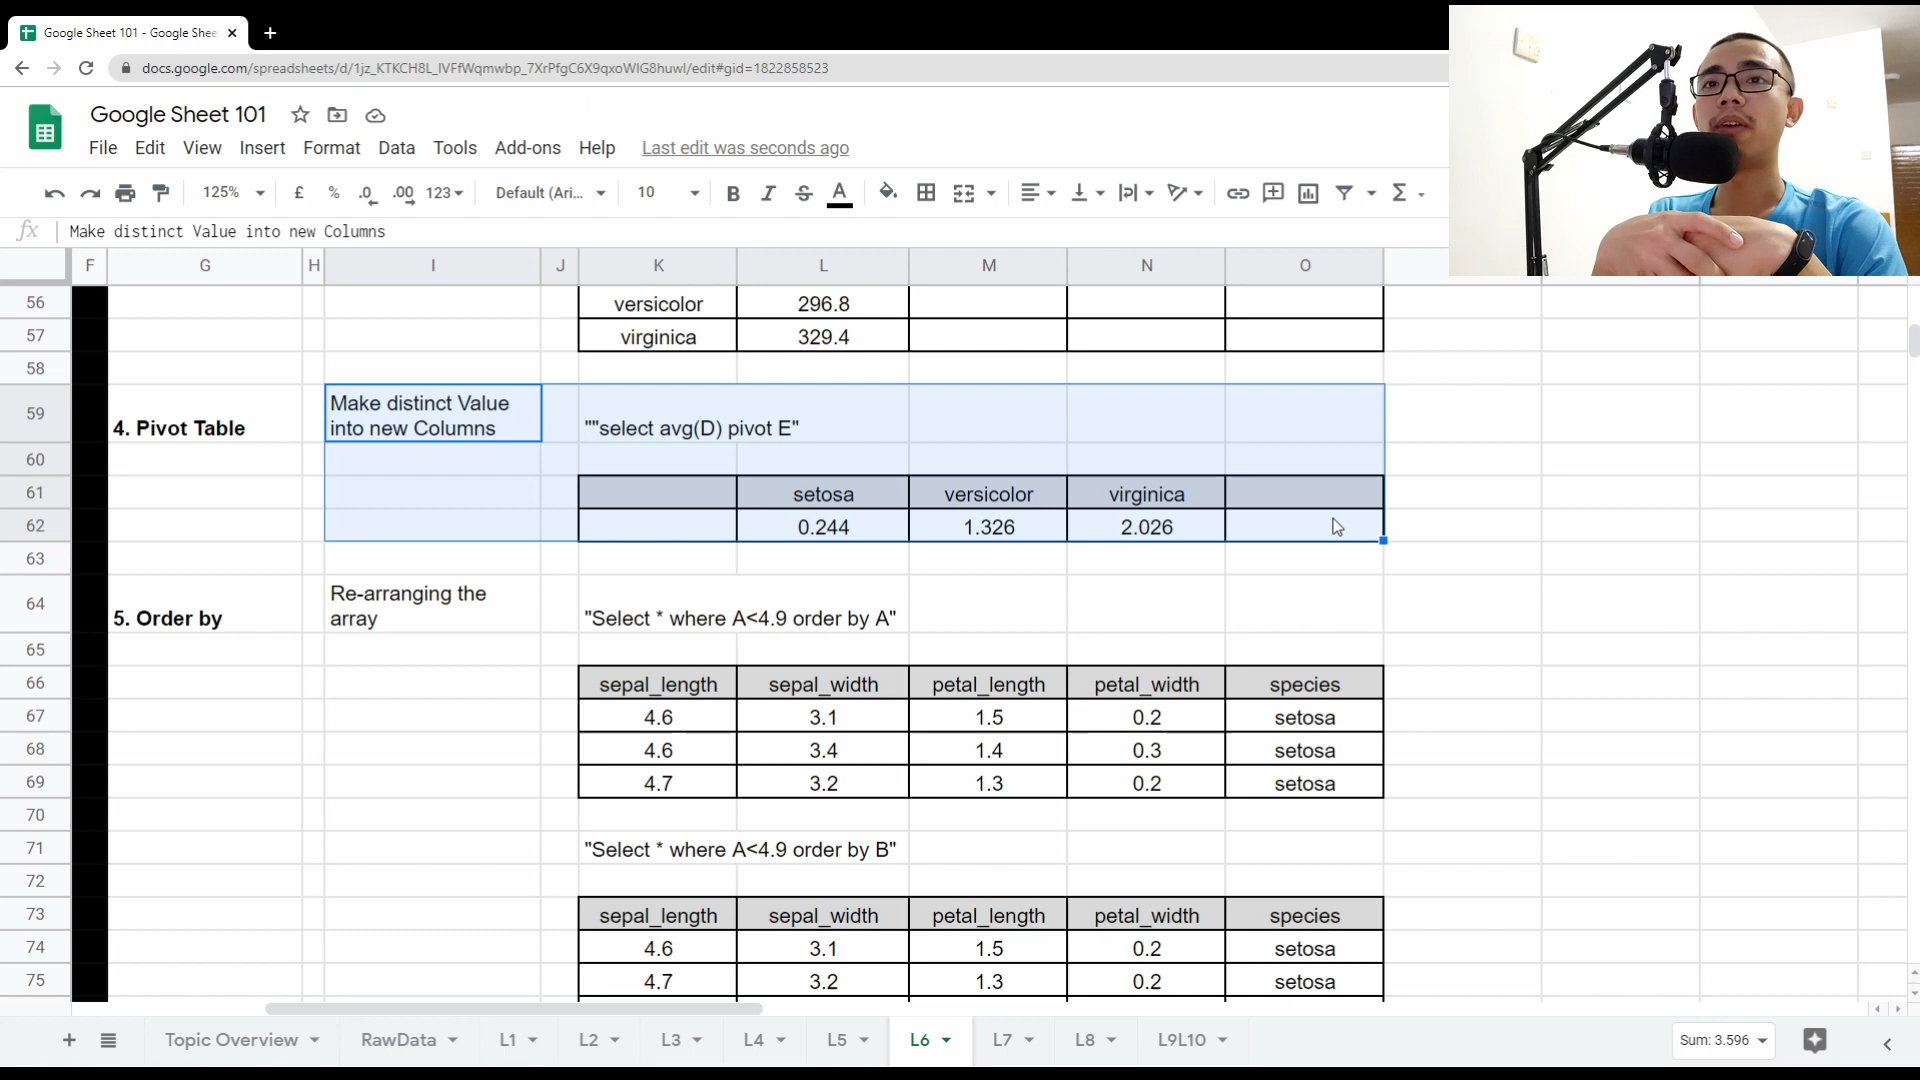 Google Sheet 101 - Google Shee
docs.google.com/spreadsheets/d/1jz_KTKCH8L_lVFfWqmwbp_7XrPfgC6X9qxoWlG8huwI/edit#gid=1822858523
Google Sheet 101
File Edit View Insert Format Data Tools Add-ons Help Last edit was seconds ago
125% £ % .0 .00 123 Default (Ari... 10 B I S A Σ
fx Make distinct Value into new Columns
F G H I J K L M N O
56 versicolor 296.8
57 virginica 329.4
58
59 4. Pivot Table Make distinct Value
into new Columns ""select avg(D) pivot E"
60
61 setosa versicolor virginica
62 0.244 1.326 2.026
63
64 5. Order by Re-arranging the
array "Select * where A<4.9 order by A"
65
66 sepal_length sepal_width petal_length petal_width species
67 4.6 3.1 1.5 0.2 setosa
68 4.6 3.4 1.4 0.3 setosa
69 4.7 3.2 1.3 0.2 setosa
70
71 "Select * where A<4.9 order by B"
72
73 sepal_length sepal_width petal_length petal_width species
74 4.6 3.1 1.5 0.2 setosa
75 4.7 3.2 1.3 0.2 setosa
Topic Overview RawData L1 L2 L3 L4 L5 L6 L7 L8 L9L10 Sum: 3.596